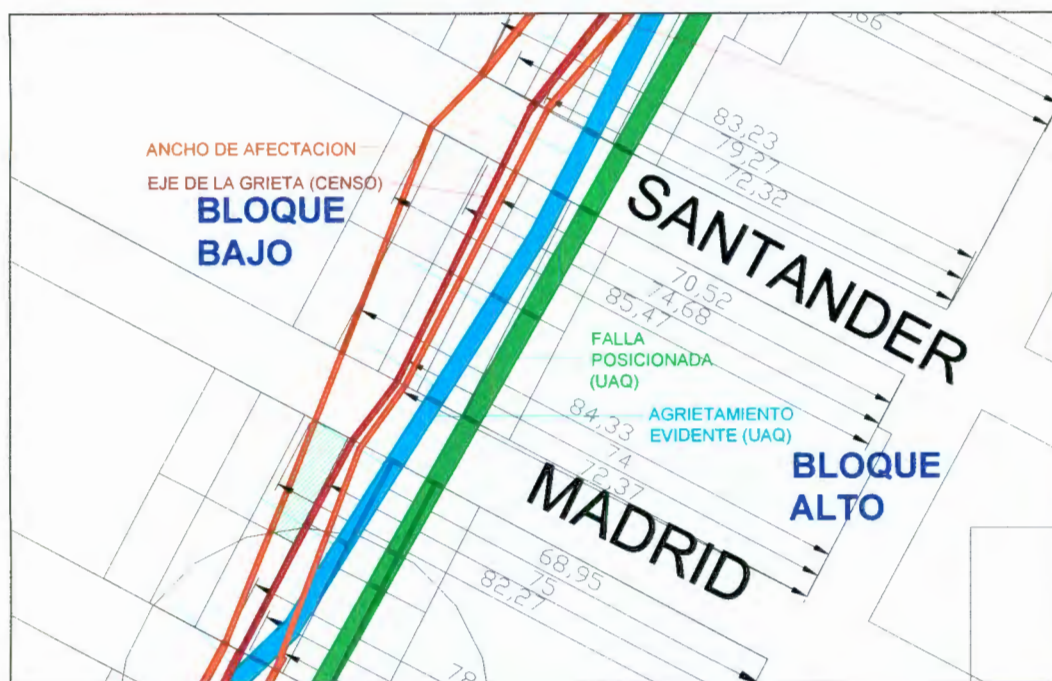 83,23
79,27
72,32
ANCHO DE AFECTACION
EJE DE LA GRIETA (CENSO)
BLOQUE
BAJO
SANTANDER
70,52
74,68
85,47
FALLA
POSICIONADA
(UAQ)
84,33
74
72,37
AGRIETAMIENTO
EVIDENTE (UAQ)
BLOQUE
ALTO
MADRID
68,95
75
82,27